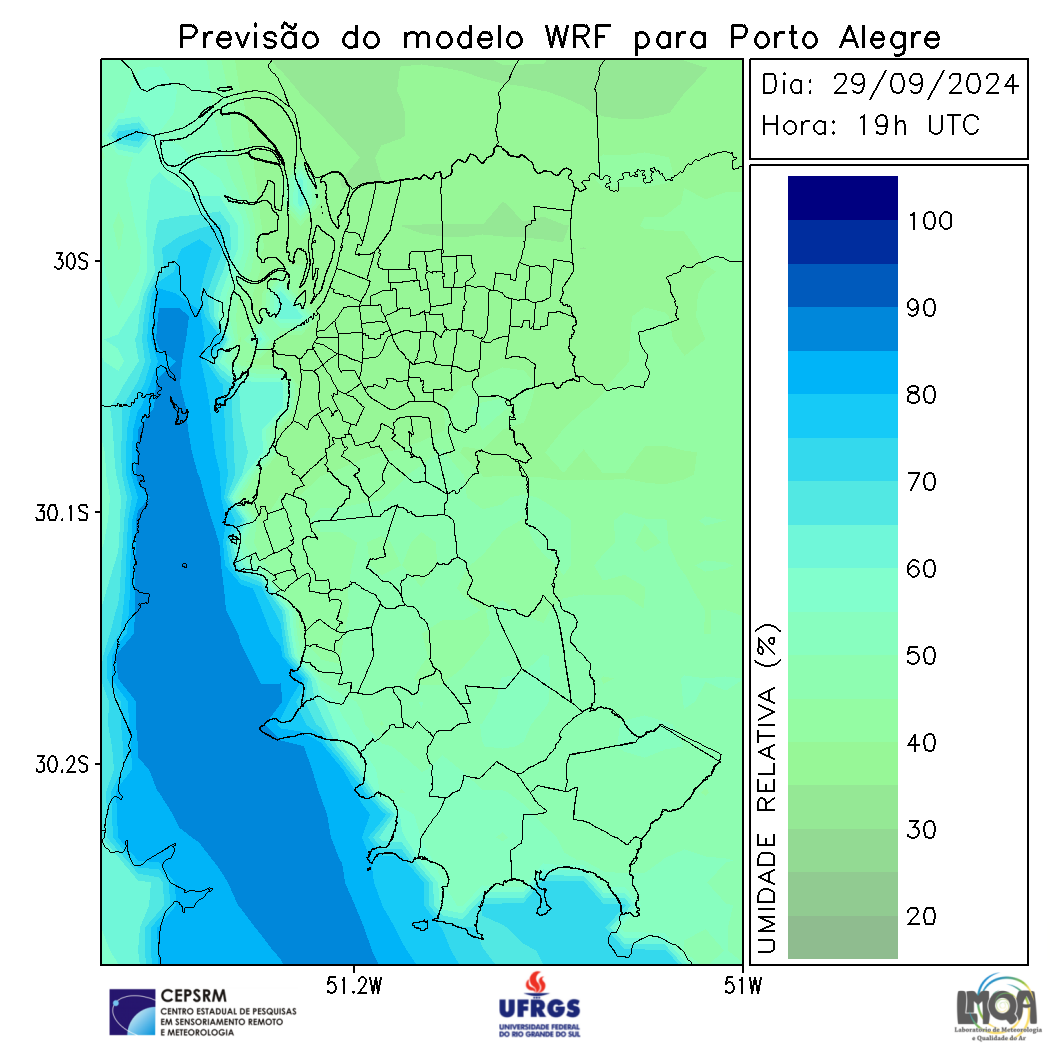 Previsão do modelo WRF para Porto Alegre
Dia: 29/09/2024
Hora: 19h UTC
30S
30.1S
30.2S
51.2W
51W
100
90
80
70
60
50
40
30
20
UMIDADE RELATIVA (%)
CEPSRM
CENTRO ESTADUAL DE PESQUISAS
EM SENSORIAMENTO REMOTO
E METEOROLOGIA
UFRGS
UNIVERSIDADE FEDERAL
DO RIO GRANDE DO SUL
LMQA
Laboratório de Meteorologia
e Qualidade do Ar